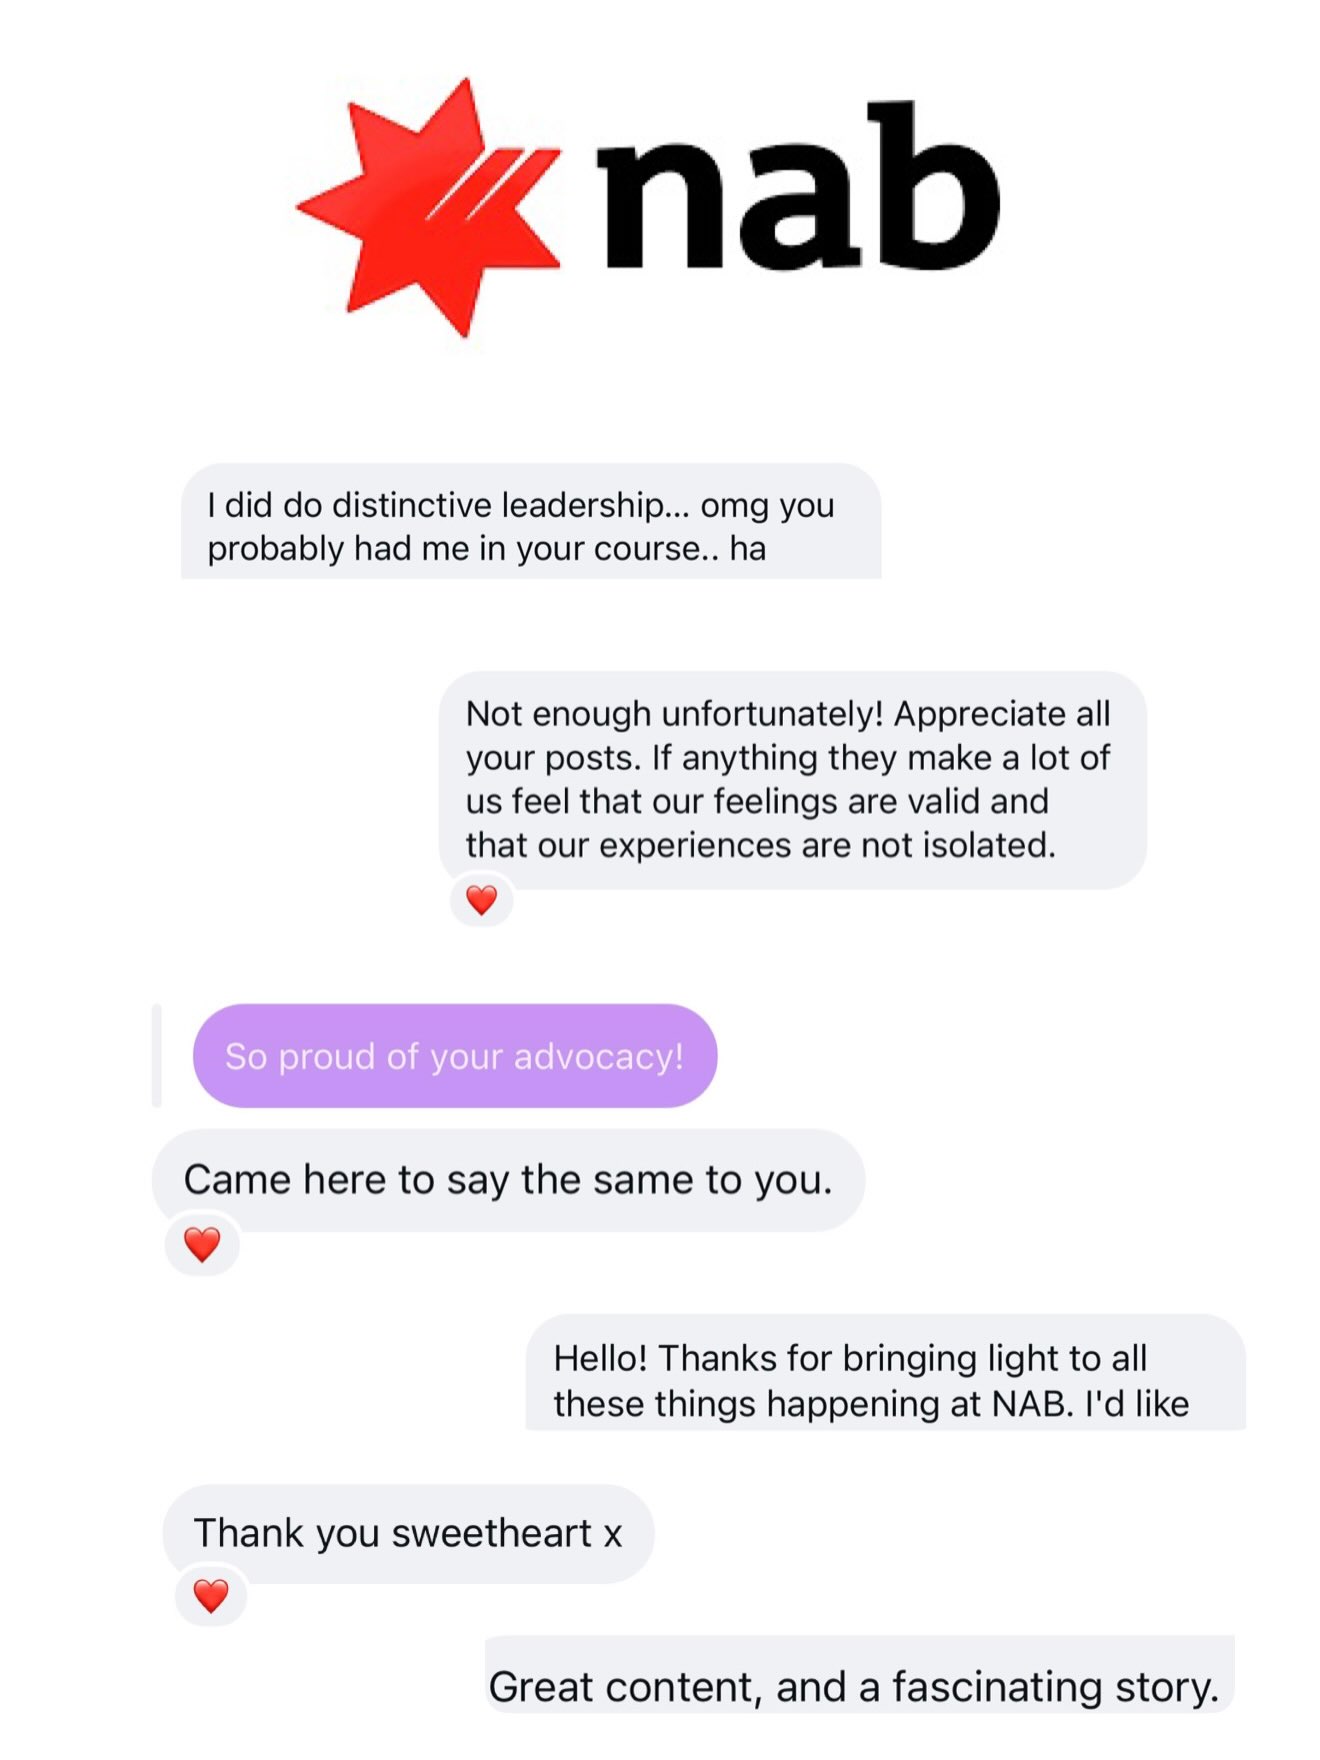 nab
I did do distinctive leadership... omg you
probably had me in your course.. ha
Not enough unfortunately! Appreciate all
your posts. If anything they make a lot of
us feel that our feelings are valid and
that our experiences are not isolated.
So proud of your advocacy!
Came here to say the same to you.
Hello! Thanks for bringing light to all
these things happening at NAB. I'd like
Thank you sweetheart x
Great content, and a fascinating story.